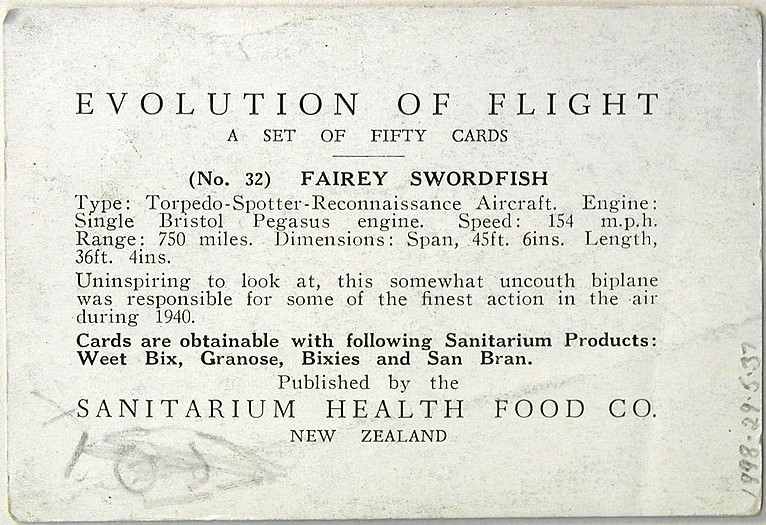 EVOLUTION OF FLIGHT
A SET OF FIFTY CARDS
(No. 32) FAIREY SWORDFISH
Type: Torpedo-Spotter-Reconnaissance Aircraft. Engine:
Single Bristol Pegasus engine. Speed: 154 m.p.h.
Range: 750 miles. Dimensions: Span, 45ft. 6ins. Length,
36ft. 4ins.
Uninspiring to look at, this somewhat uncouth biplane
was responsible for some of the finest action in the air
during 1940.
Cards are obtainable with following Sanitarium Products:
Weet Bix, Granose, Bixies and San Bran.
Published by the
SANITARIUM HEALTH FOOD CO.
NEW ZEALAND
1998-29-5.37